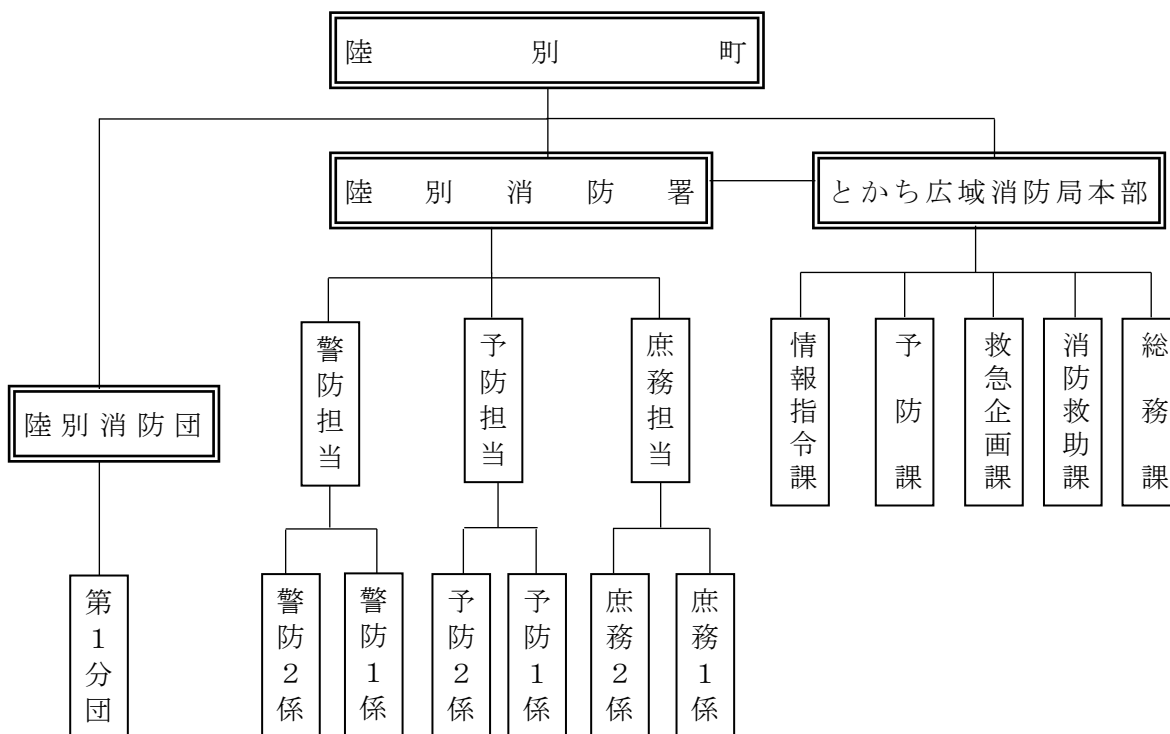 陸別町
陸別消防署
とかち広域消防局本部
陸別消防団
警防担当
予防担当
庶務担当
情報指令課
予防課
救急企画課
消防救助課
総務課
第1分団
警防2係
警防1係
予防2係
予防1係
庶務2係
庶務1係